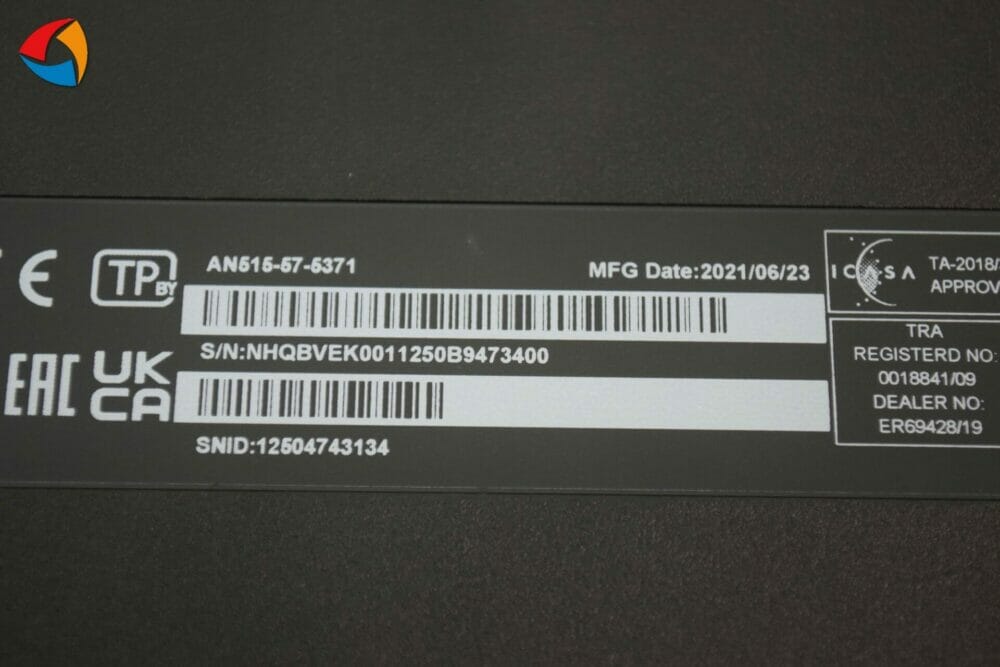 CE
TP
BY
EAC
UK
CA
AN515-57-5371
MFG Date:2021/06/23
S/N:NHQBVEK0011250B9473400
SNID:12504743134
ICASA
TA-2018/
APPROV
TRA
REGISTERD NO:
0018841/09
DEALER NO:
ER69428/19